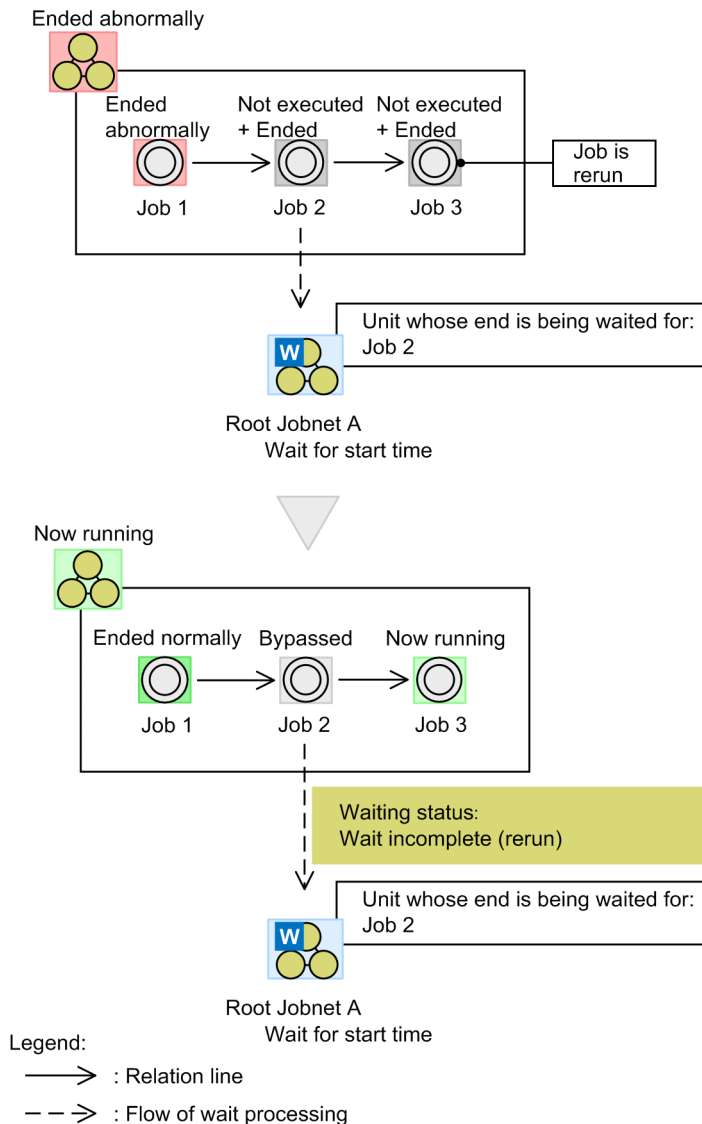 Ended abnormally
Ended
abnormally
Not executed
+ Ended
Not executed
+ Ended
Job is
rerun
Job 1
Job 2
Job 3
Unit whose end is being waited for:
Job 2
W
Root Jobnet A
Wait for start time
Now running
Ended normally
Bypassed
Now running
Job 1
Job 2
Job 3
Waiting status:
Wait incomplete (rerun)
Unit whose end is being waited for:
Job 2
W
Root Jobnet A
Wait for start time
Legend:
: Relation line
: Flow of wait processing